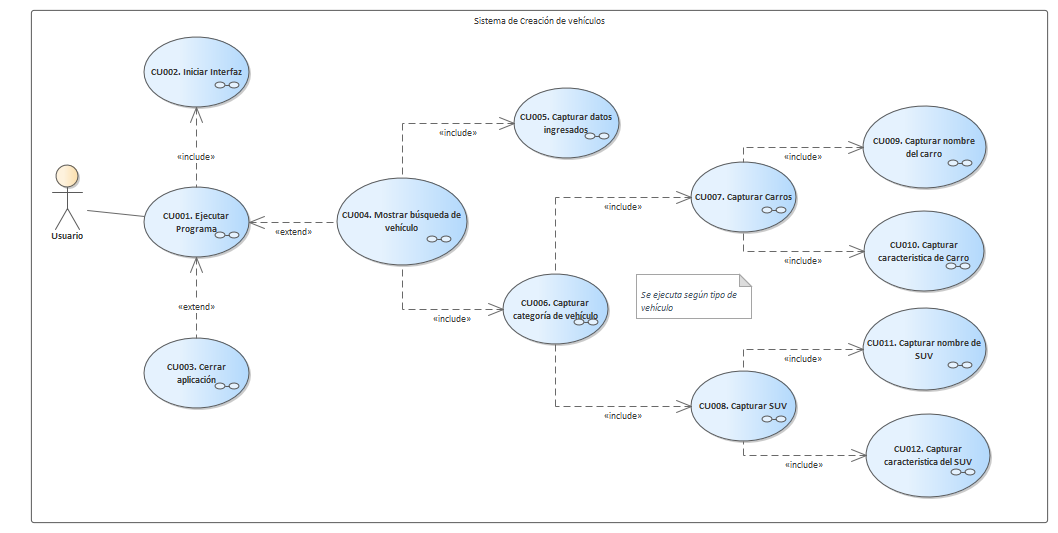 Sistema de Creación de vehículos
CU002. Iniciar Interfaz
«include»
Usuario
CU001. Ejecutar
Programa
«extend»
CU003. Cerrar
aplicación
«extend»
CU004. Mostrar búsqueda de
vehículo
«include»
CU005. Capturar datos
ingresados
«include»
CU006. Capturar
categoría de vehículo
«include»
CU007. Capturar Carros
«include»
CU009. Capturar nombre
del carro
«include»
CU010. Capturar
caracteristica de Carro
Se ejecuta según tipo de
vehículo
«include»
CU008. Capturar SUV
«include»
CU011. Capturar nombre de
SUV
«include»
CU012. Capturar
caracteristica del SUV